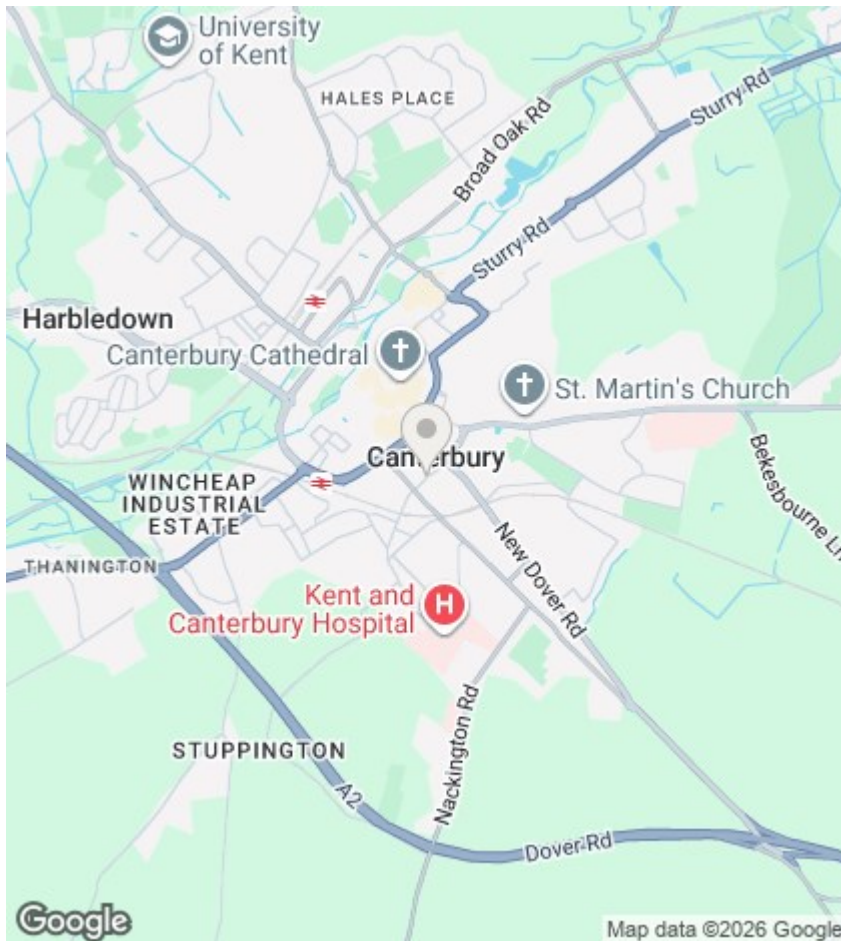 University
of Kent
HALES PLACE
Broad Oak Rd
Sturry Rd
Sturry Rd
Harbledown
Canterbury Cathedral
St. Martin's Church
Canterbury
WINCHEAP
INDUSTRIAL
ESTATE
Bekesbourne Ln
THANINGTON
New Dover Rd
Kent and
Canterbury Hospital
H
Nackington Rd
STUPPINGTON
A2
Dover Rd
Google
Map data ©2026 Google